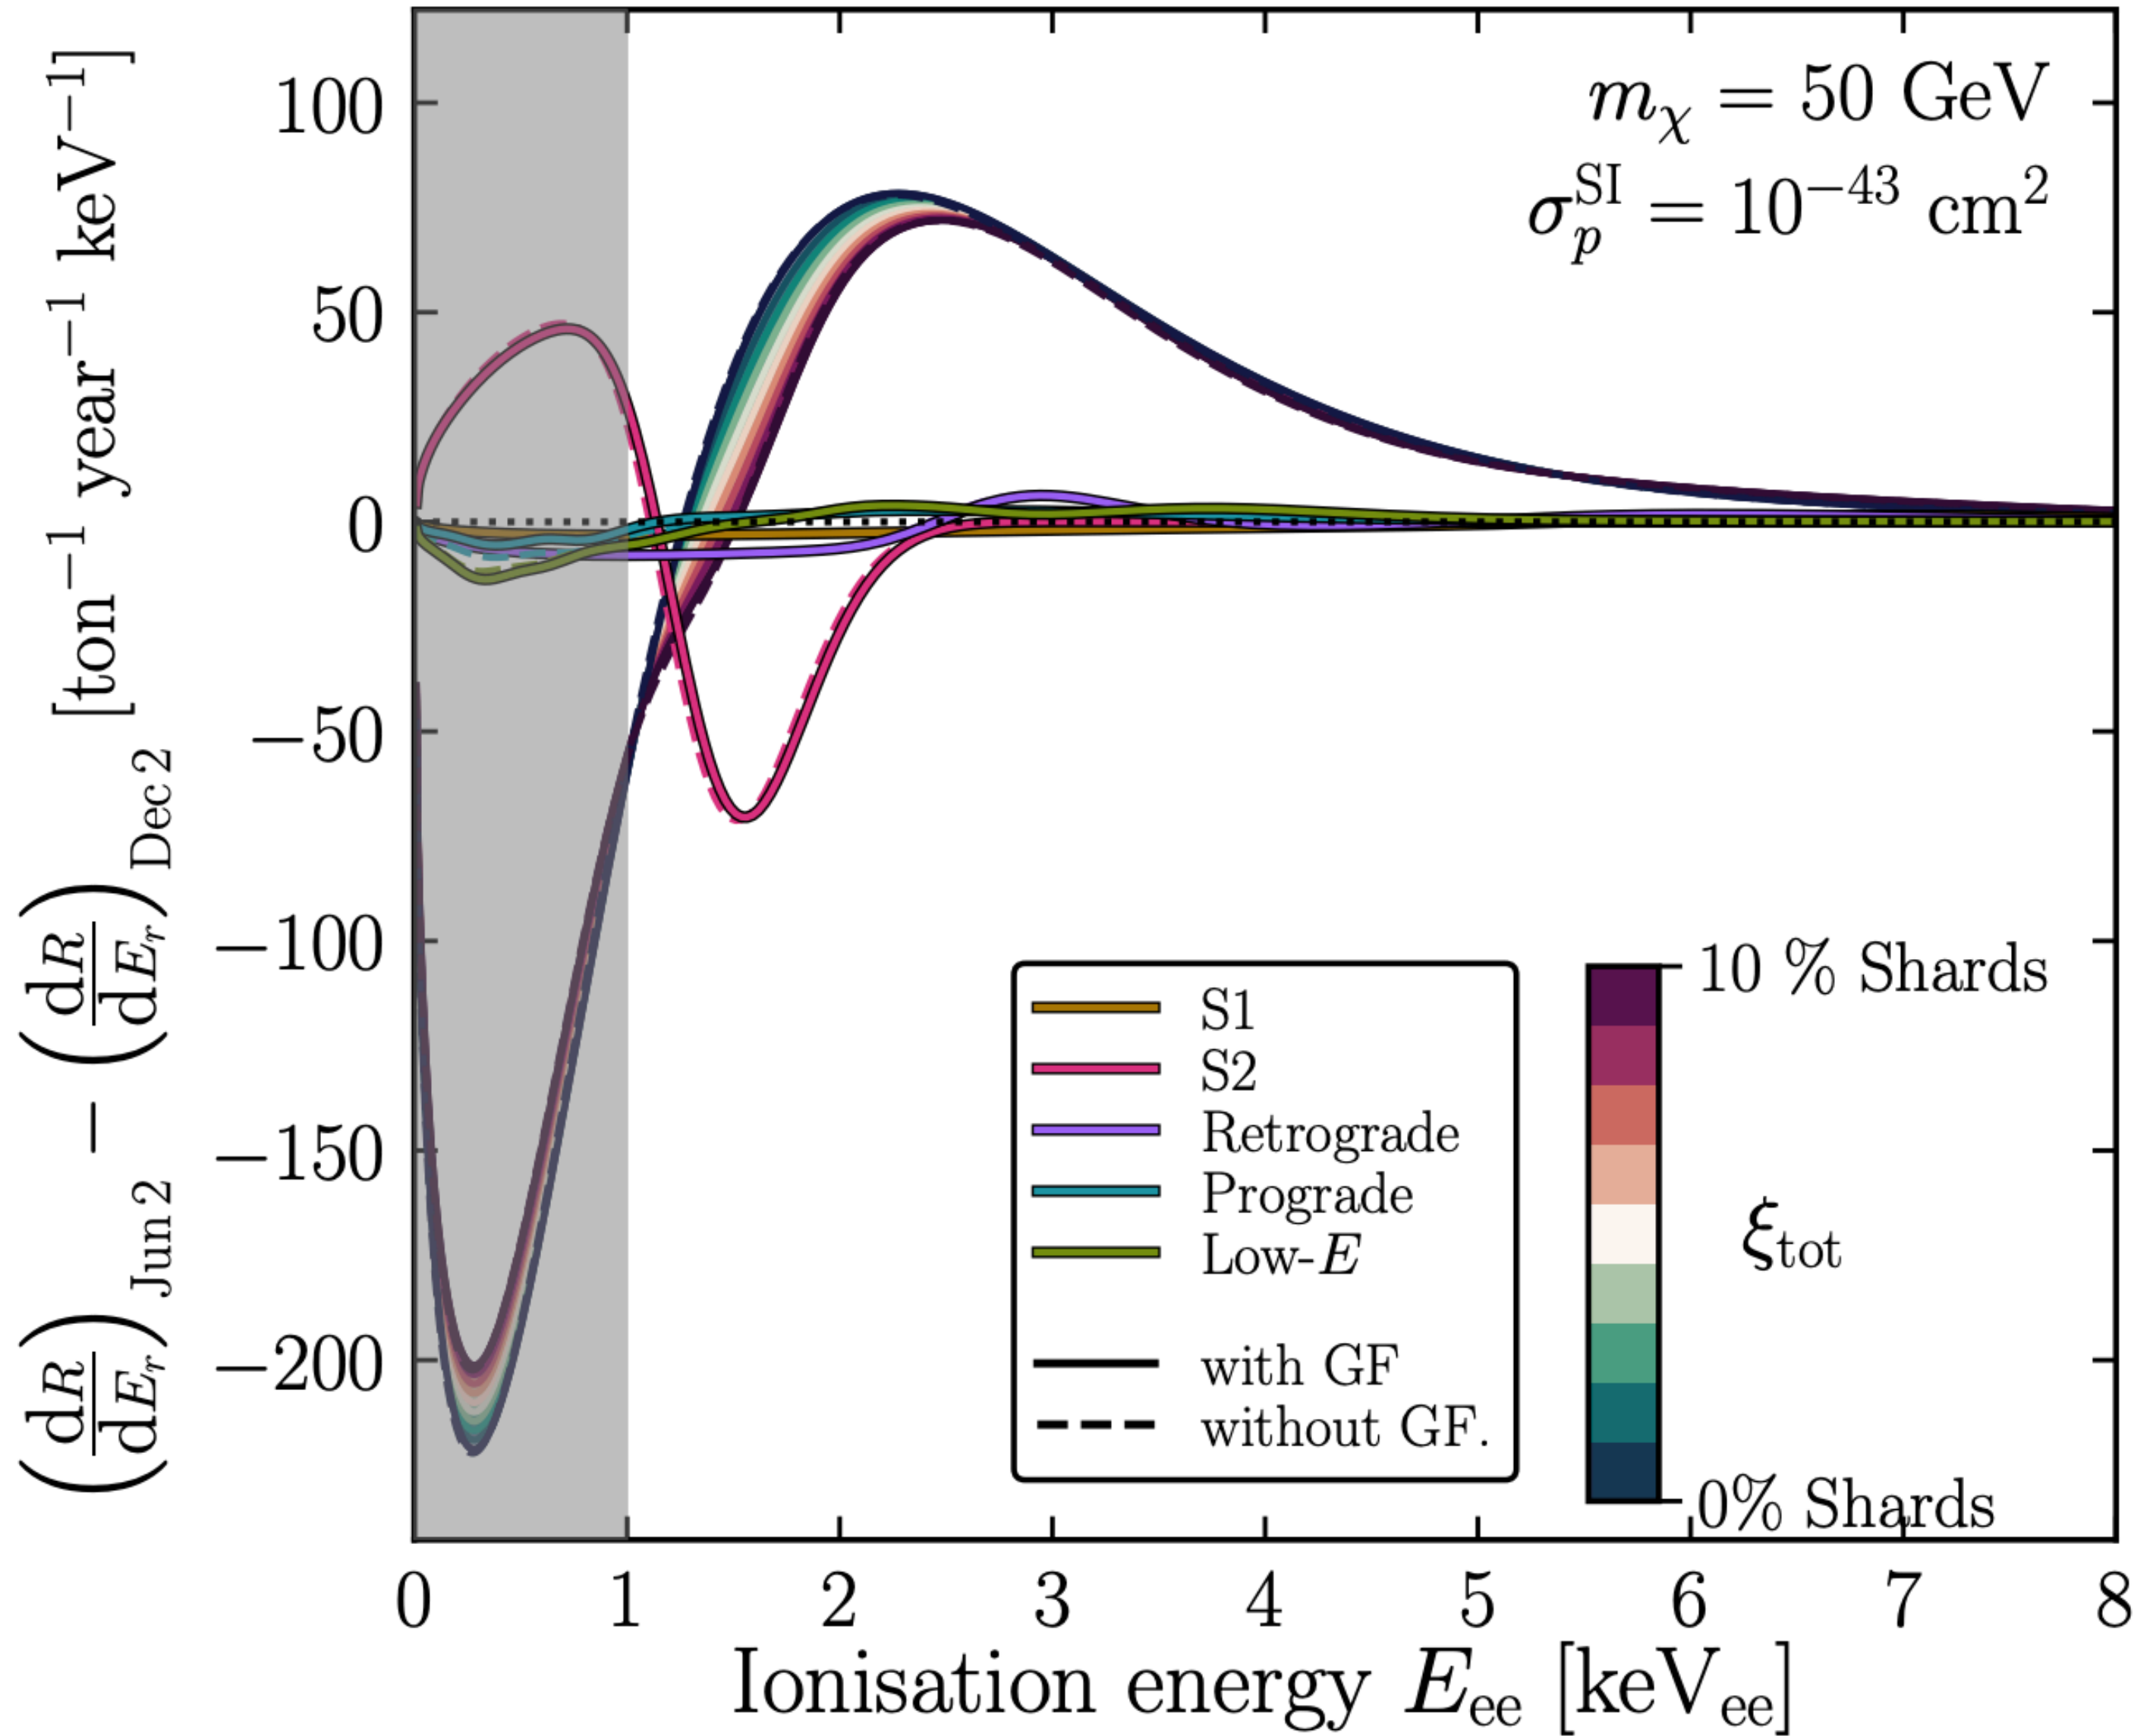 (dR/dE_r)_Jun 2 − (dR/dE_r)_Dec 2 [ton⁻¹ year⁻¹ keV⁻¹]
100
50
0
−50
−100
−150
−200
m_χ = 50 GeV
σ_p^SI = 10⁻⁴³ cm²
S1
S2
Retrograde
Prograde
Low-E
with GF
without GF.
10 % Shards
ξ_tot
0% Shards
0 1 2 3 4 5 6 7 8
Ionisation energy E_ee [keV_ee]